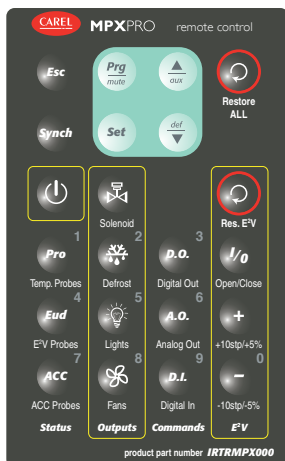 CAREL MPXPRO remote control
Esc Prg mute ▲ aux
Restore ALL
Synch Set def ▼
Solenoid Res. E²V
1 2 3
Pro D.O. I/0
Temp. Probes Defrost Digital Out Open/Close
4 5 6
Eud A.O. +
E²V Probes Lights Analog Out +10stp/+5%
7 8 9 0
ACC D.I. -
ACC Probes Fans Digital In -10stp/-5%
Status Outputs Commands E²V
product part number IRTRMPX000